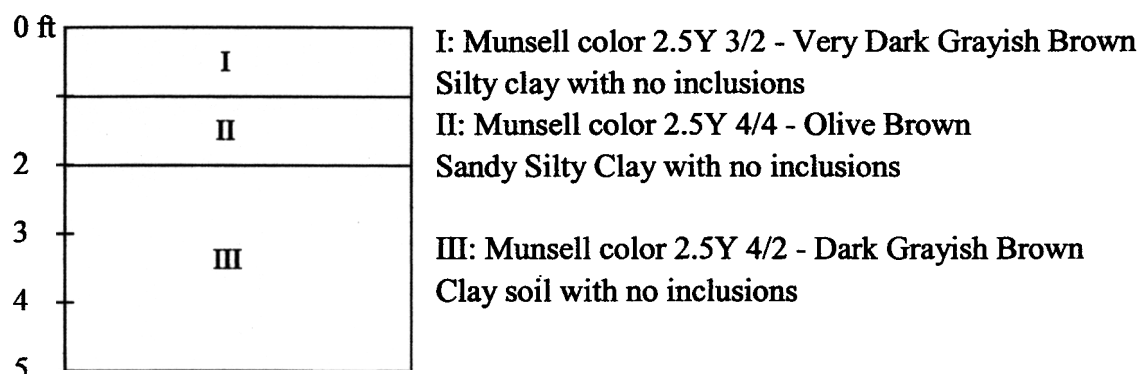 0 ft
I
I: Munsell color 2.5Y 3/2 - Very Dark Grayish Brown
Silty clay with no inclusions
II
II: Munsell color 2.5Y 4/4 - Olive Brown
2
Sandy Silty Clay with no inclusions
3
III
III: Munsell color 2.5Y 4/2 - Dark Grayish Brown
4
Clay soil with no inclusions
5